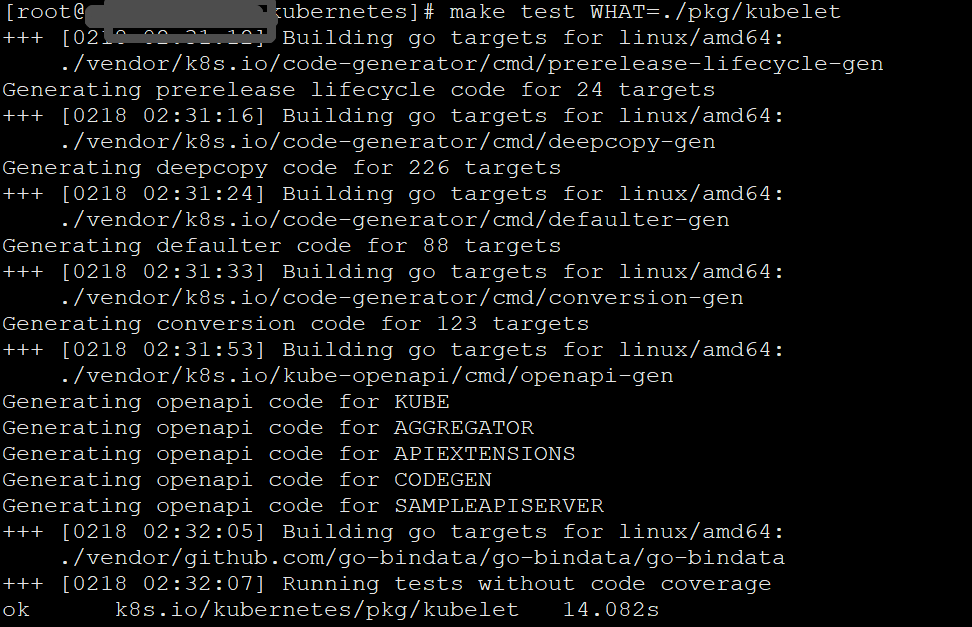 [root@ kubernetes]# make test WHAT=./pkg/kubelet
+++ [0218 02:31:12] Building go targets for linux/amd64:
    ./vendor/k8s.io/code-generator/cmd/prerelease-lifecycle-gen
Generating prerelease lifecycle code for 24 targets
+++ [0218 02:31:16] Building go targets for linux/amd64:
    ./vendor/k8s.io/code-generator/cmd/deepcopy-gen
Generating deepcopy code for 226 targets
+++ [0218 02:31:24] Building go targets for linux/amd64:
    ./vendor/k8s.io/code-generator/cmd/defaulter-gen
Generating defaulter code for 88 targets
+++ [0218 02:31:33] Building go targets for linux/amd64:
    ./vendor/k8s.io/code-generator/cmd/conversion-gen
Generating conversion code for 123 targets
+++ [0218 02:31:53] Building go targets for linux/amd64:
    ./vendor/k8s.io/kube-openapi/cmd/openapi-gen
Generating openapi code for KUBE
Generating openapi code for AGGREGATOR
Generating openapi code for APIEXTENSIONS
Generating openapi code for CODEGEN
Generating openapi code for SAMPLEAPISERVER
+++ [0218 02:32:05] Building go targets for linux/amd64:
    ./vendor/github.com/go-bindata/go-bindata/go-bindata
+++ [0218 02:32:07] Running tests without code coverage
ok      k8s.io/kubernetes/pkg/kubelet   14.082s